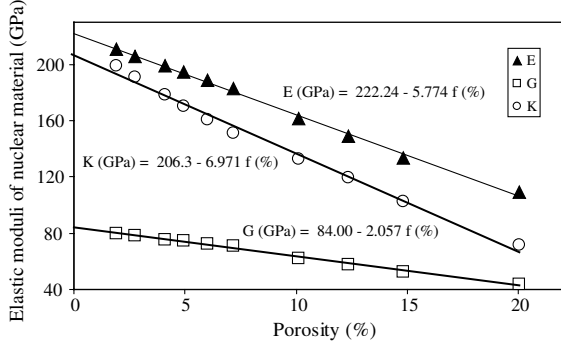 Elastic moduli of nuclear material (GPa)
200
160
120
80
40
E
G
K
E (GPa) = 222.24 - 5.774 f (%)
K (GPa) = 206.3 - 6.971 f (%)
G (GPa) = 84.00 - 2.057 f (%)
0 5 10 15 20
Porosity (%)